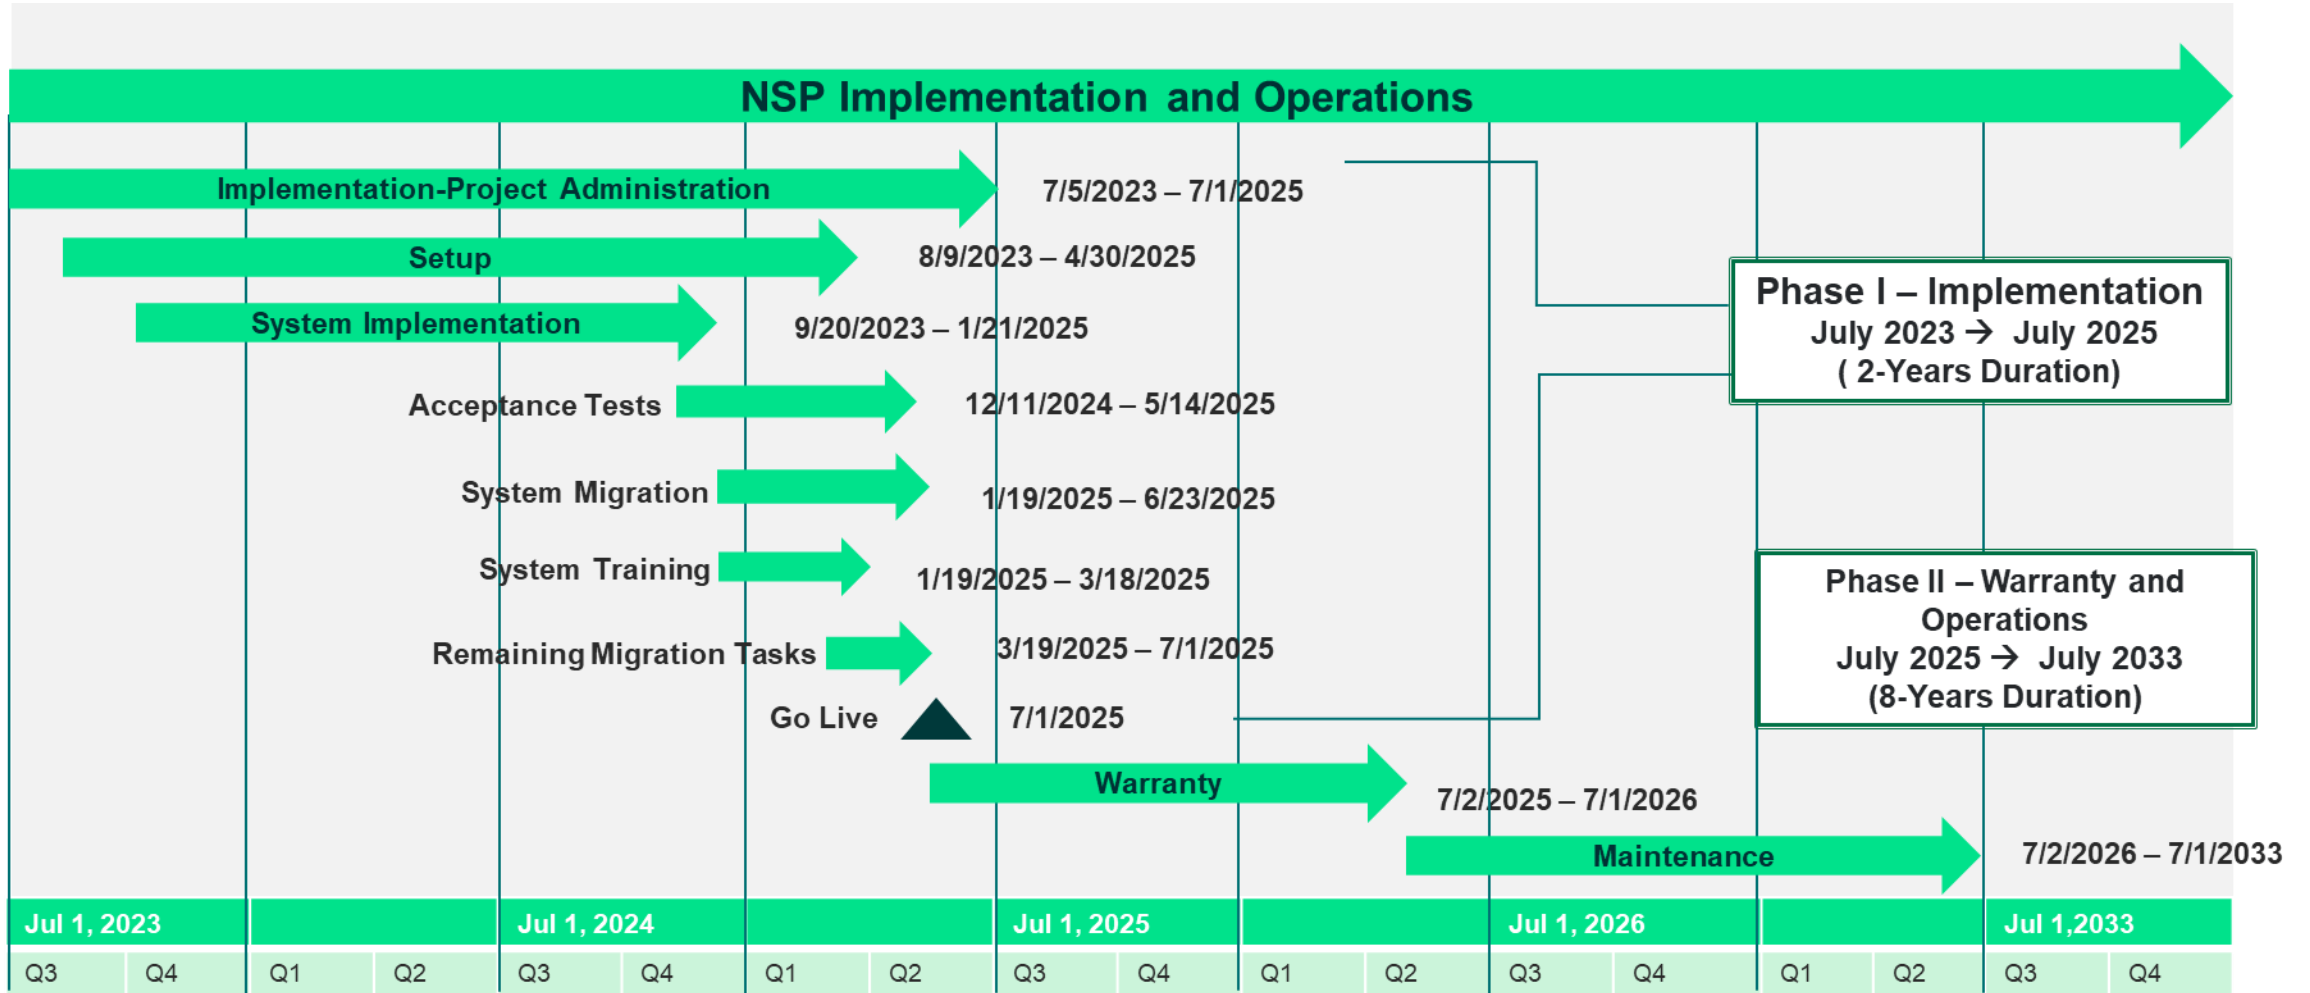 NSP Implementation and Operations
Implementation-Project Administration
7/5/2023 – 7/1/2025
Setup
8/9/2023 – 4/30/2025
System Implementation
9/20/2023 – 1/21/2025
Phase I – Implementation
July 2023 → July 2025
( 2-Years Duration)
Acceptance Tests
12/11/2024 – 5/14/2025
System Migration
1/19/2025 – 6/23/2025
System Training
1/19/2025 – 3/18/2025
Phase II – Warranty and
Operations
July 2025 → July 2033
(8-Years Duration)
Remaining Migration Tasks
3/19/2025 – 7/1/2025
Go Live
7/1/2025
Warranty
7/2/2025 – 7/1/2026
Maintenance
7/2/2026 – 7/1/2033
Jul 1, 2023 Jul 1, 2024 Jul 1, 2025 Jul 1, 2026 Jul 1,2033
Q3 Q4 Q1 Q2 Q3 Q4 Q1 Q2 Q3 Q4 Q1 Q2 Q3 Q4 Q1 Q2 Q3 Q4